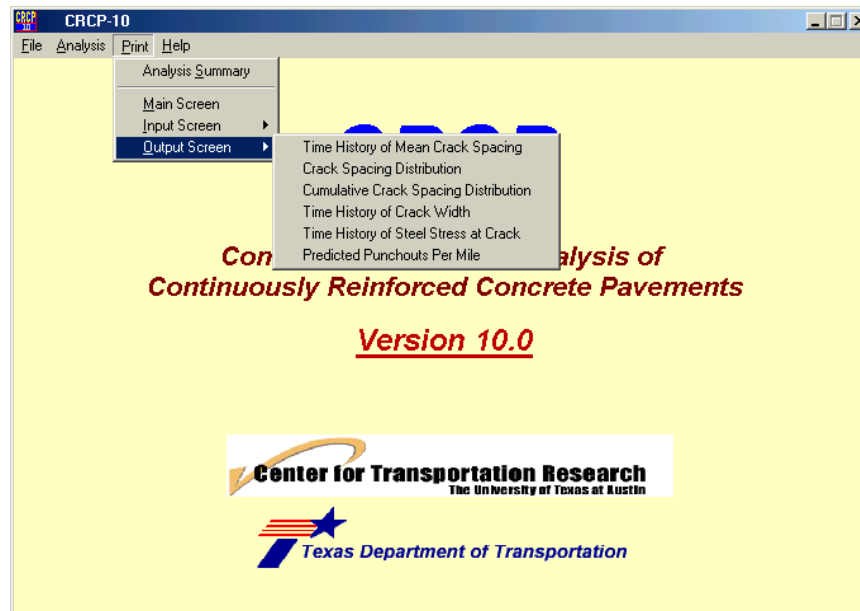 CRCP
10
CRCP-10
File Analysis Print Help
Analysis Summary
Main Screen
Input Screen
Output Screen
Time History of Mean Crack Spacing
Crack Spacing Distribution
Cumulative Crack Spacing Distribution
Time History of Crack Width
Time History of Steel Stress at Crack
Predicted Punchouts Per Mile
Con alysis of
Continuously Reinforced Concrete Pavements
Version 10.0
Center for Transportation Research
The University of Texas at Austin
Texas Department of Transportation